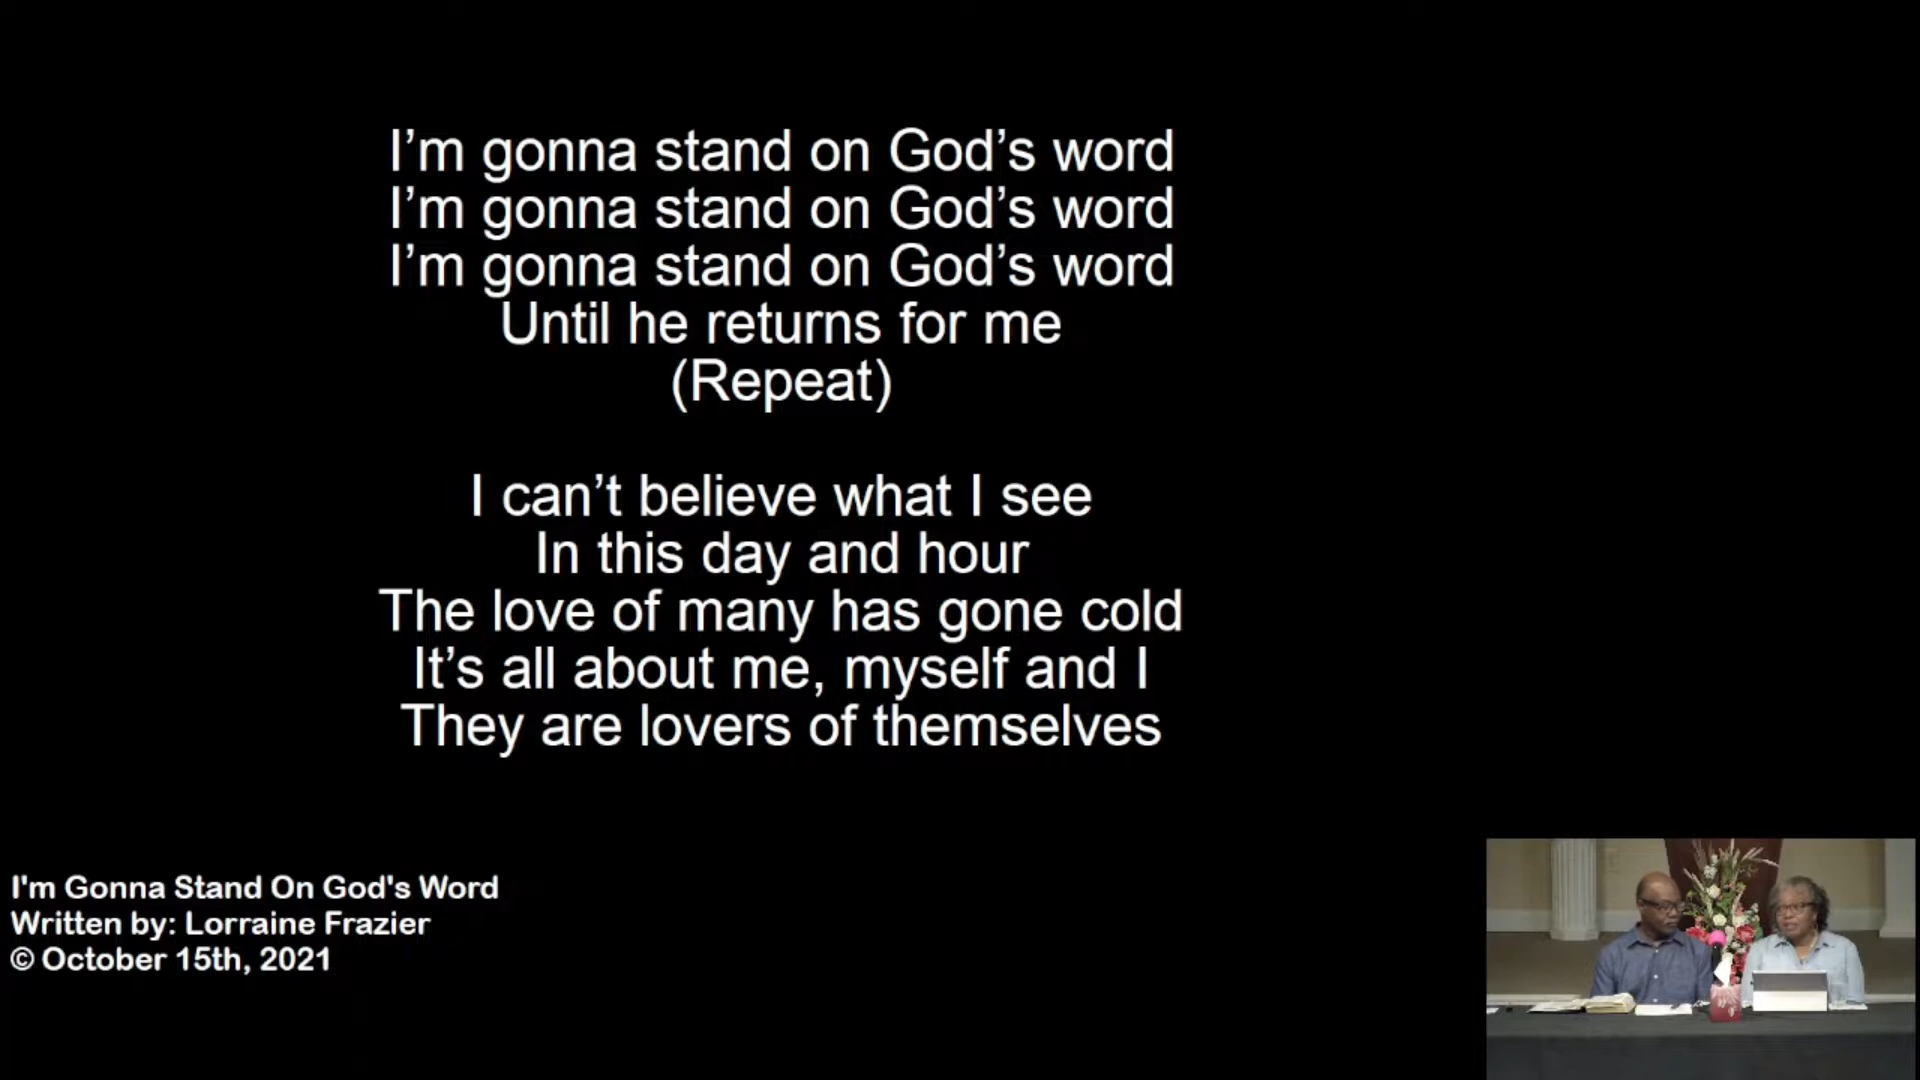 I’m gonna stand on God’s word
I’m gonna stand on God’s word
I’m gonna stand on God’s word
Until he returns for me
(Repeat)
I can’t believe what I see
In this day and hour
The love of many has gone cold
It’s all about me, myself and I
They are lovers of themselves
I'm Gonna Stand On God's Word
Written by: Lorraine Frazier
© October 15th, 2021